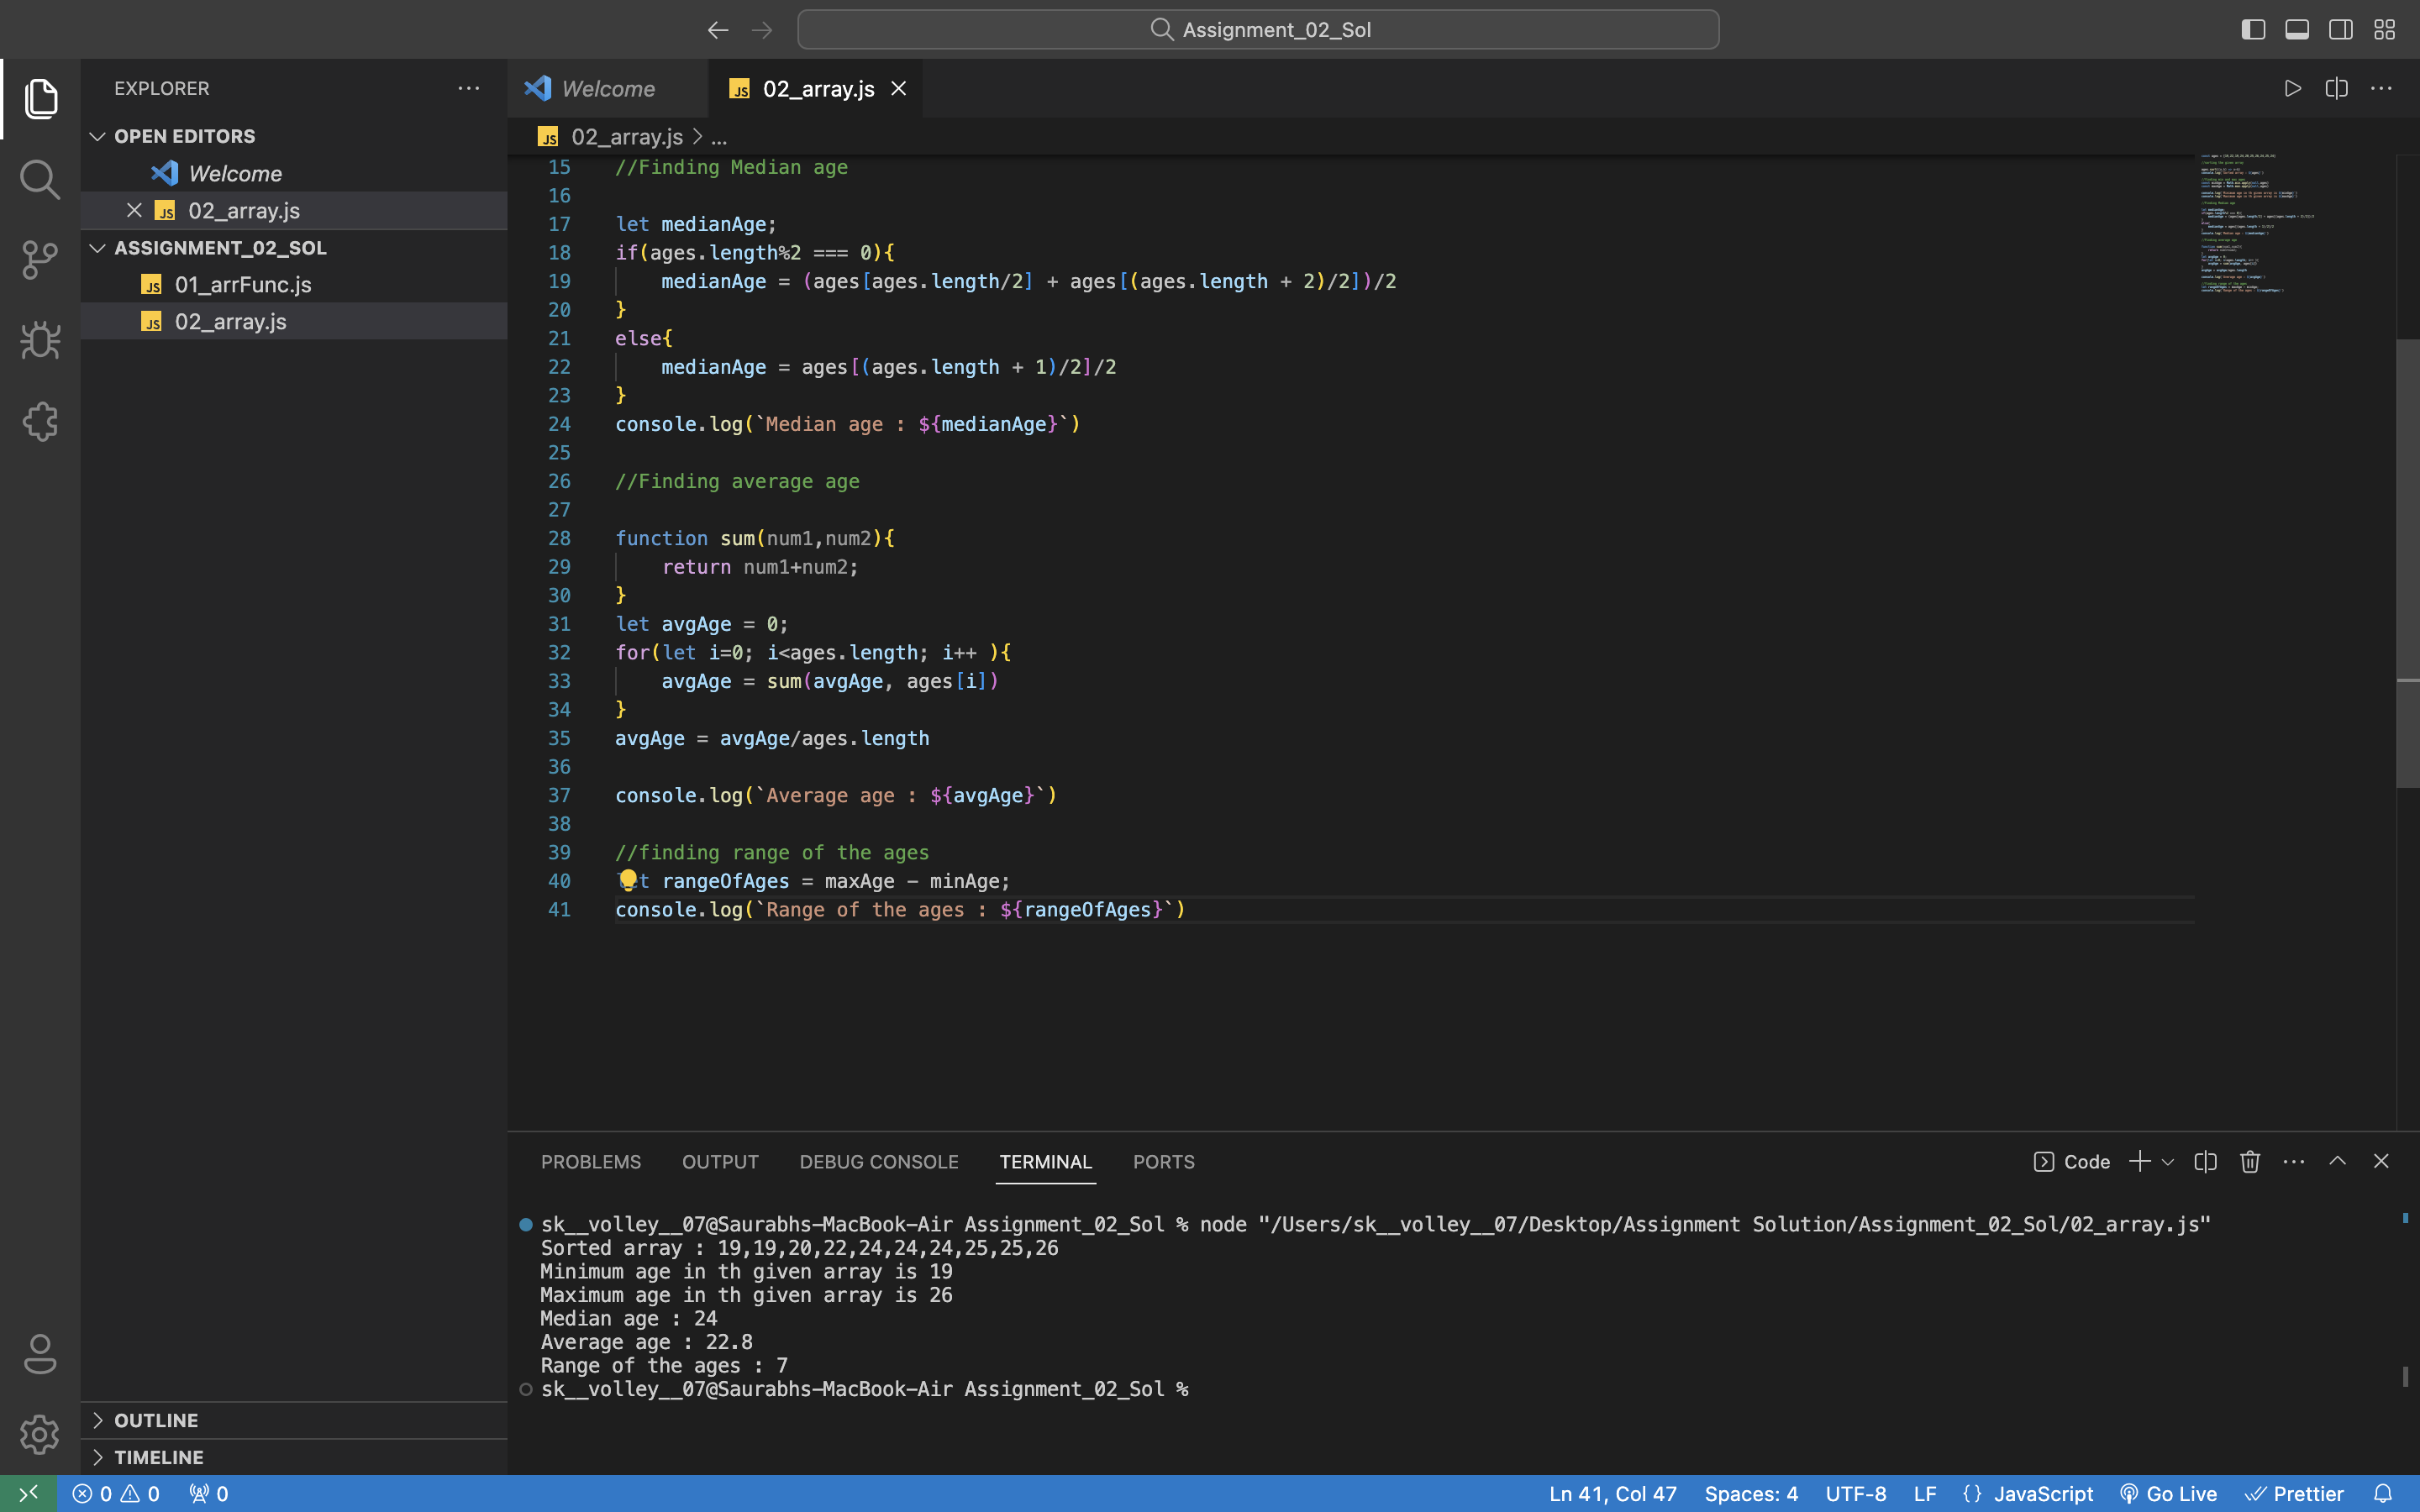 Assignment_02_Sol
EXPLORER
OPEN EDITORS
Welcome
JS 02_array.js
ASSIGNMENT_02_SOL
JS 01_arrFunc.js
JS 02_array.js
OUTLINE
TIMELINE
Welcome
JS 02_array.js
JS 02_array.js > ...
15 //Finding Median age
16
17 let medianAge;
18 if(ages.length%2 === 0){
19 medianAge = (ages[ages.length/2] + ages[(ages.length + 2)/2])/2
20 }
21 else{
22 medianAge = ages[(ages.length + 1)/2]/2
23 }
24 console.log(`Median age : ${medianAge}`)
25
26 //Finding average age
27
28 function sum(num1,num2){
29 return num1+num2;
30 }
31 let avgAge = 0;
32 for(let i=0; i<ages.length; i++ ){
33 avgAge = sum(avgAge, ages[i])
34 }
35 avgAge = avgAge/ages.length
36
37 console.log(`Average age : ${avgAge}`)
38
39 //finding range of the ages
40 let rangeOfAges = maxAge - minAge;
41 console.log(`Range of the ages : ${rangeOfAges}`)
PROBLEMS OUTPUT DEBUG CONSOLE TERMINAL PORTS
Code
sk__volley__07@Saurabhs-MacBook-Air Assignment_02_Sol % node "/Users/sk__volley__07/Desktop/Assignment Solution/Assignment_02_Sol/02_array.js"
Sorted array : 19,19,20,22,24,24,24,25,25,26
Minimum age in th given array is 19
Maximum age in th given array is 26
Median age : 24
Average age : 22.8
Range of the ages : 7
sk__volley__07@Saurabhs-MacBook-Air Assignment_02_Sol %
0 0 0
Ln 41, Col 47 Spaces: 4 UTF-8 LF {} JavaScript Go Live Prettier